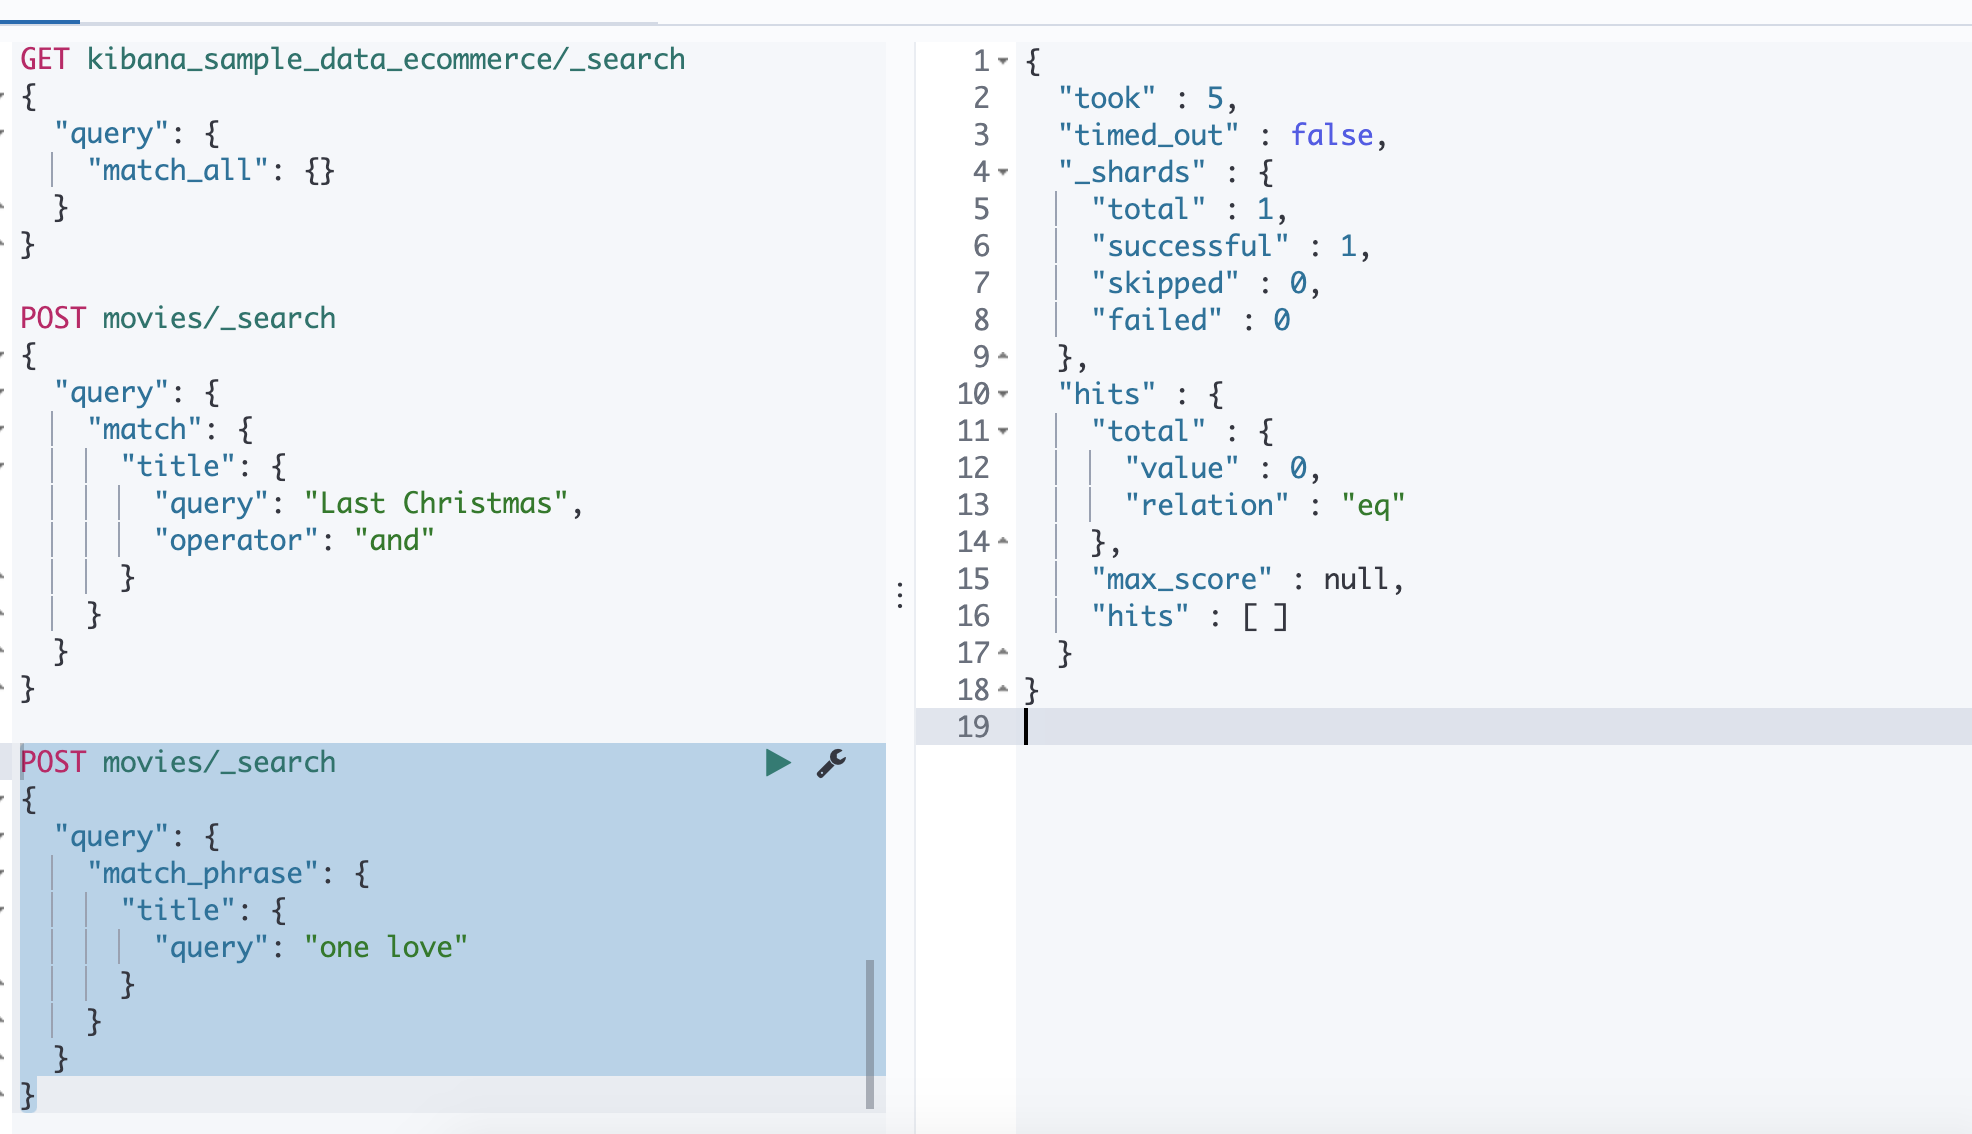 GET kibana_sample_data_ecommerce/_search
{
  "query": {
    "match_all": {}
  }
}

POST movies/_search
{
  "query": {
    "match": {
      "title": {
        "query": "Last Christmas",
        "operator": "and"
      }
    }
  }
}

POST movies/_search
{
  "query": {
    "match_phrase": {
      "title": {
        "query": "one love"
      }
    }
  }
}
1 {
2   "took" : 5,
3   "timed_out" : false,
4   "_shards" : {
5     "total" : 1,
6     "successful" : 1,
7     "skipped" : 0,
8     "failed" : 0
9   },
10   "hits" : {
11     "total" : {
12       "value" : 0,
13       "relation" : "eq"
14     },
15     "max_score" : null,
16     "hits" : [ ]
17   }
18 }
19